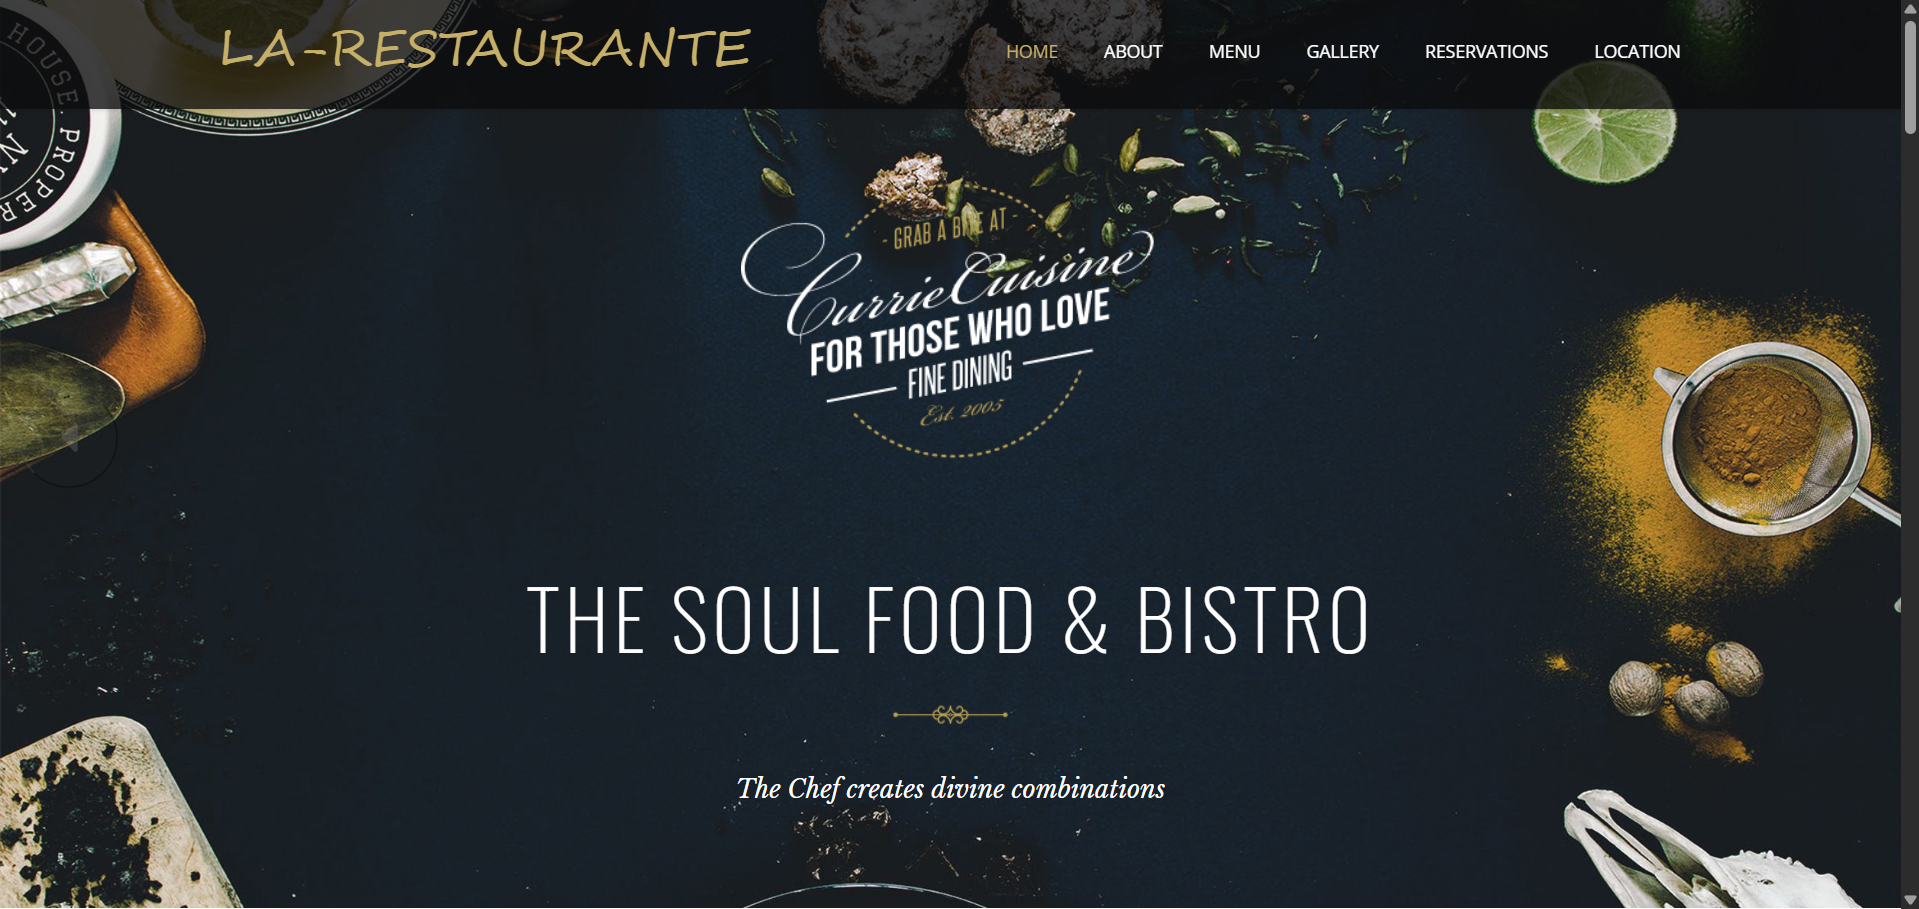 LA-RESTAURANTE
HOME ABOUT MENU GALLERY RESERVATIONS LOCATION
HOUSE. PROPER
- GRAB A BITE AT -
CurrieCuisine
FOR THOSE WHO LOVE
FINE DINING
Est. 2005
THE SOUL FOOD & BISTRO
The Chef creates divine combinations